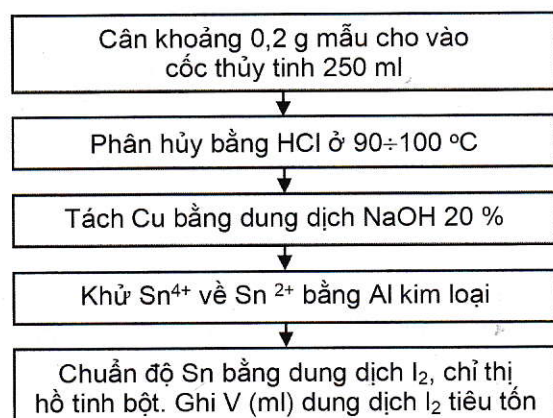 Cân khoảng 0,2 g mẫu cho vào
cốc thủy tinh 250 ml
Phân hủy bằng HCl ở 90÷100 ºC
Tách Cu bằng dung dịch NaOH 20 %
Khử Sn⁴⁺ về Sn ²⁺ bằng Al kim loại
Chuẩn độ Sn bằng dung dịch I₂, chỉ thị
hồ tinh bột. Ghi V (ml) dung dịch I₂ tiêu tốn